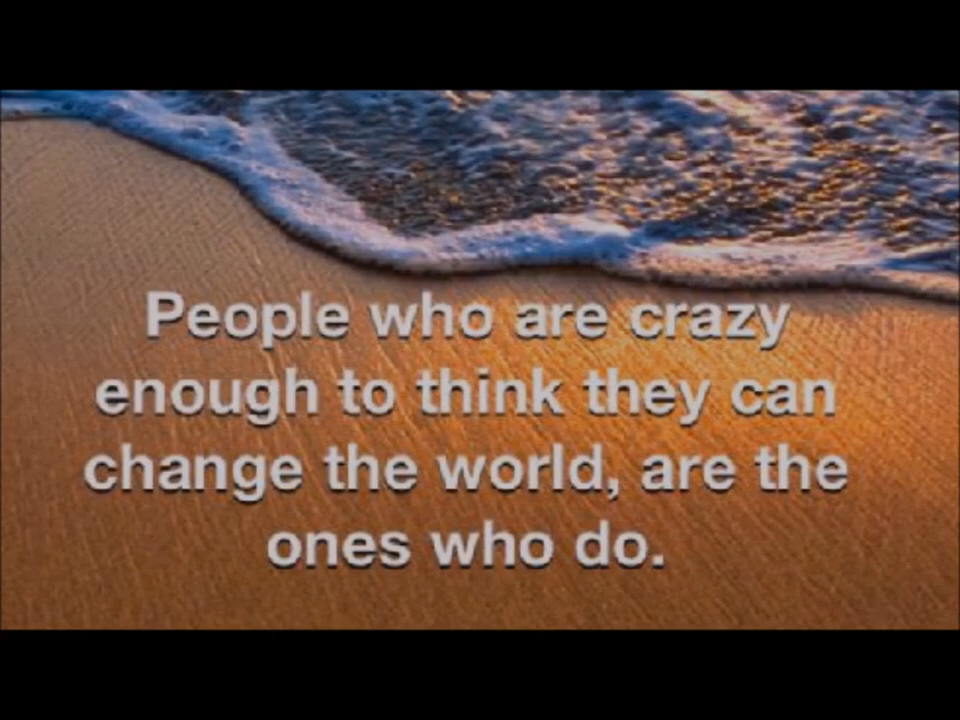 People who are crazy
enough to think they can
change the world, are the
ones who do.